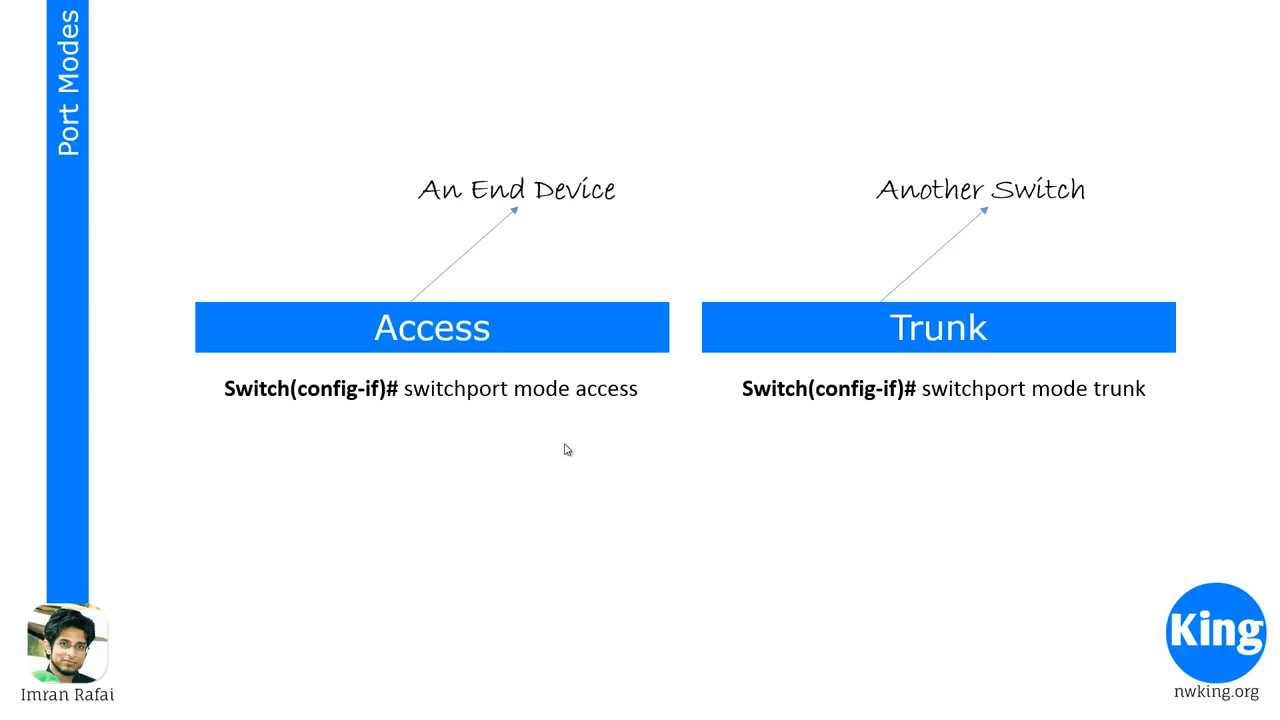 Port Modes
An End Device
Another Switch
Access
Trunk
Switch(config-if)# switchport mode access
Switch(config-if)# switchport mode trunk
Imran Rafai
King
nwking.org